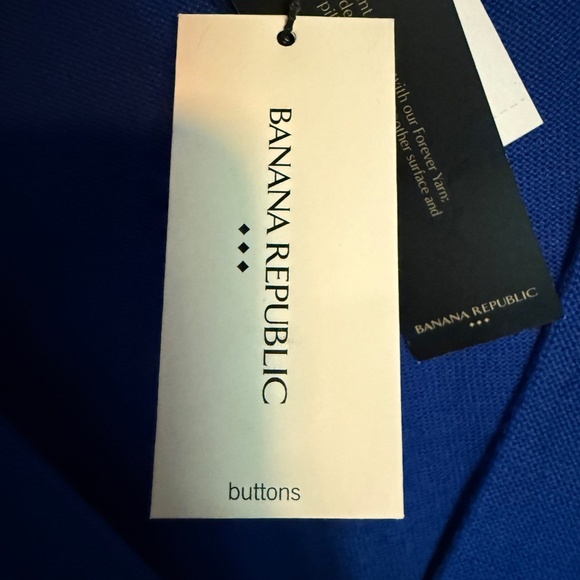 BANANA REPUBLIC
buttons
with our Forever Yarn:
other surface and
BANANA REPUBLIC